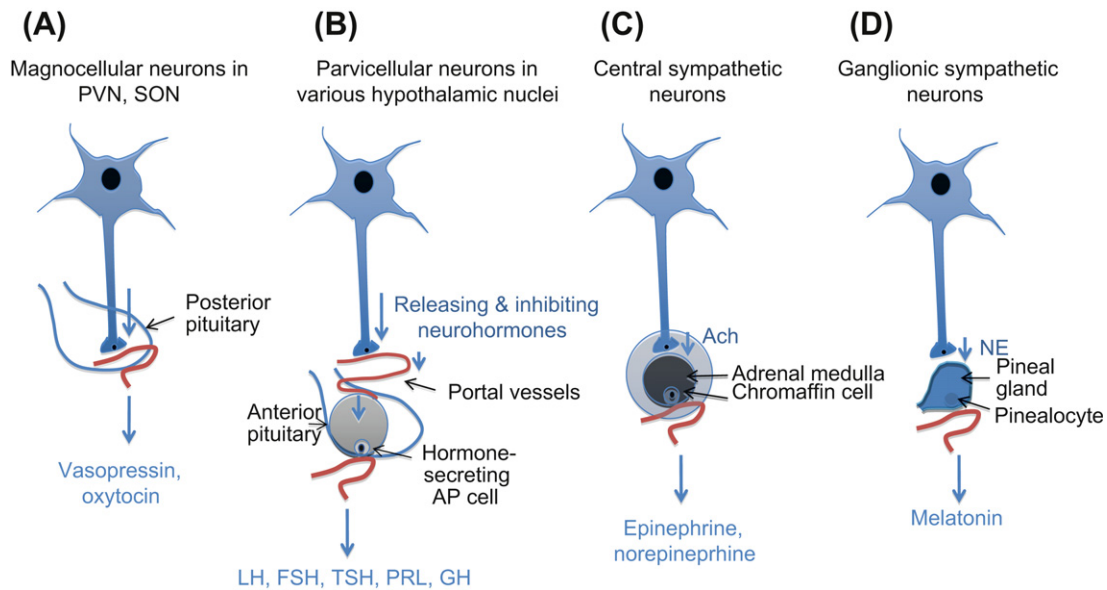 (A)
Magnocellular neurons in
PVN, SON
Posterior
pituitary
Vasopressin,
oxytocin
(B)
Parvicellular neurons in
various hypothalamic nuclei
Releasing & inhibiting
neurohormones
Portal vessels
Anterior
pituitary
Hormone-
secreting
AP cell
LH, FSH, TSH, PRL, GH
(C)
Central sympathetic
neurons
Ach
Adrenal medulla
Chromaffin cell
Epinephrine,
norepineprhine
(D)
Ganglionic sympathetic
neurons
NE
Pineal
gland
Pinealocyte
Melatonin